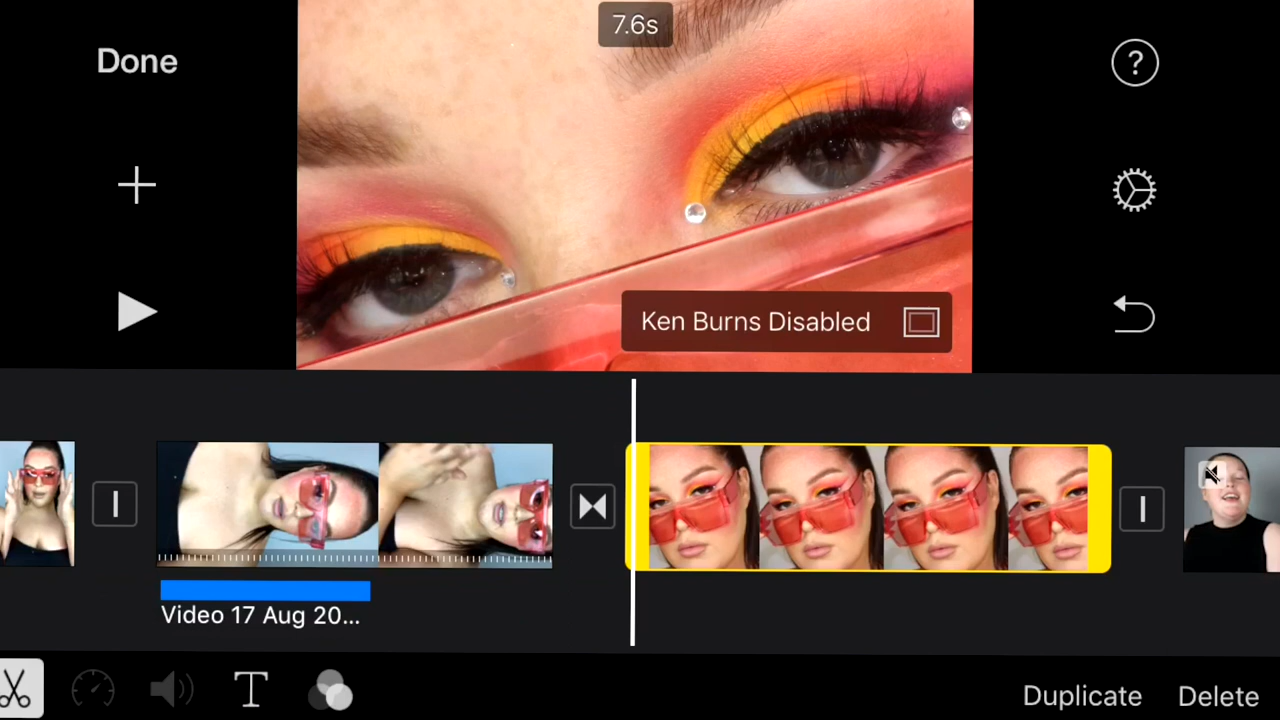 7.6s
Done
?
Ken Burns Disabled
Video 17 Aug 20...
T
Duplicate
Delete